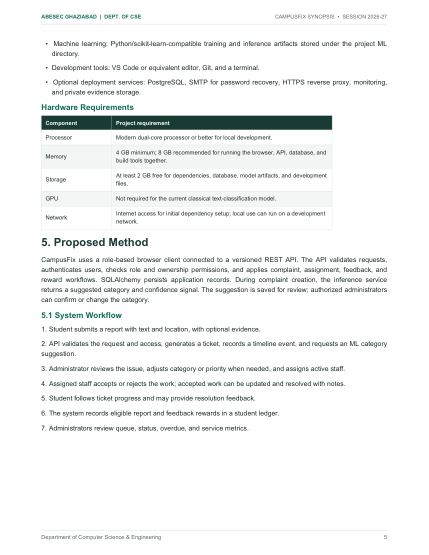 ABESEC GHAZIABAD | DEPT. OF CSE
CAMPUSFIX SYNOPSIS • SESSION 2026-27
• Machine learning: Python/scikit-learn-compatible training and inference artifacts stored under the project ML
directory.
• Development tools: VS Code or equivalent editor, Git, and a terminal.
• Optional deployment services: PostgreSQL, SMTP for password recovery, HTTPS reverse proxy, monitoring,
and private evidence storage.
Hardware Requirements
Component Project requirement
Processor Modern dual-core processor or better for local development.
Memory 4 GB minimum; 8 GB recommended for running the browser, API, database, and
build tools together.
Storage At least 2 GB free for dependencies, database, model artifacts, and development
files.
GPU Not required for the current classical text-classification model.
Network Internet access for initial dependency setup; local use can run on a development
network.
5. Proposed Method
CampusFix uses a role-based browser client connected to a versioned REST API. The API validates requests,
authenticates users, checks role and ownership permissions, and applies complaint, assignment, feedback, and
reward workflows. SQLAlchemy persists application records. During complaint creation, the inference service
returns a suggested category and confidence signal. The suggestion is saved for review; authorized administrators
can confirm or change the category.
5.1 System Workflow
1. Student submits a report with text and location, with optional evidence.
2. API validates the request and access, generates a ticket, records a timeline event, and requests an ML category
suggestion.
3. Administrator reviews the issue, adjusts category or priority when needed, and assigns active staff.
4. Assigned staff accepts or rejects the work; accepted work can be updated and resolved with notes.
5. Student follows ticket progress and may provide resolution feedback.
6. The system records eligible report and feedback rewards in a student ledger.
7. Administrators review queue, status, overdue, and service metrics.
Department of Computer Science & Engineering
5